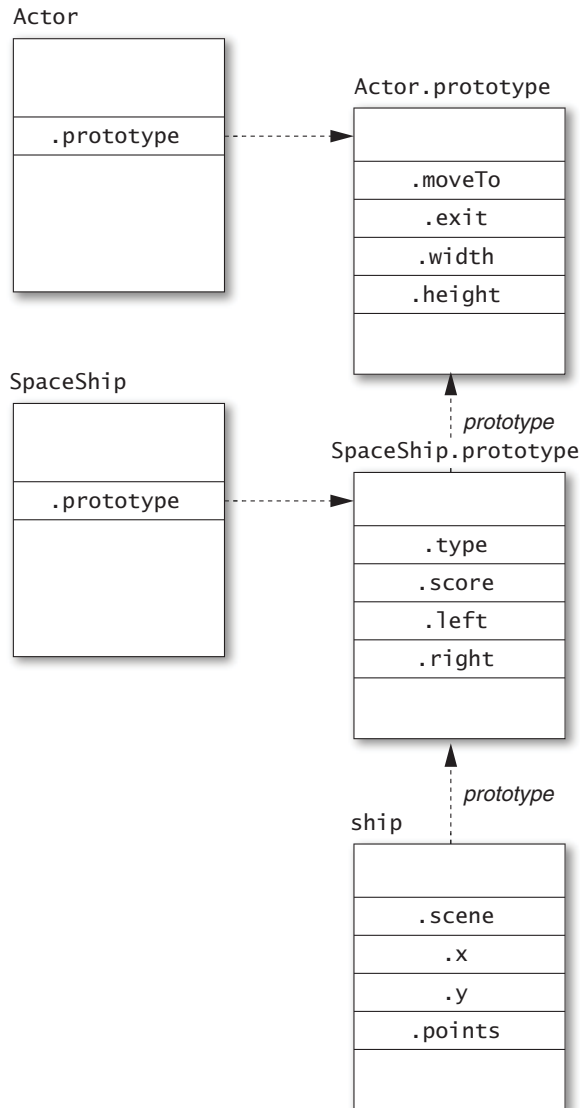 Actor
.prototype
Actor.prototype
.moveTo
.exit
.width
.height
prototype
SpaceShip
.prototype
SpaceShip.prototype
.type
.score
.left
.right
prototype
ship
.scene
.x
.y
.points